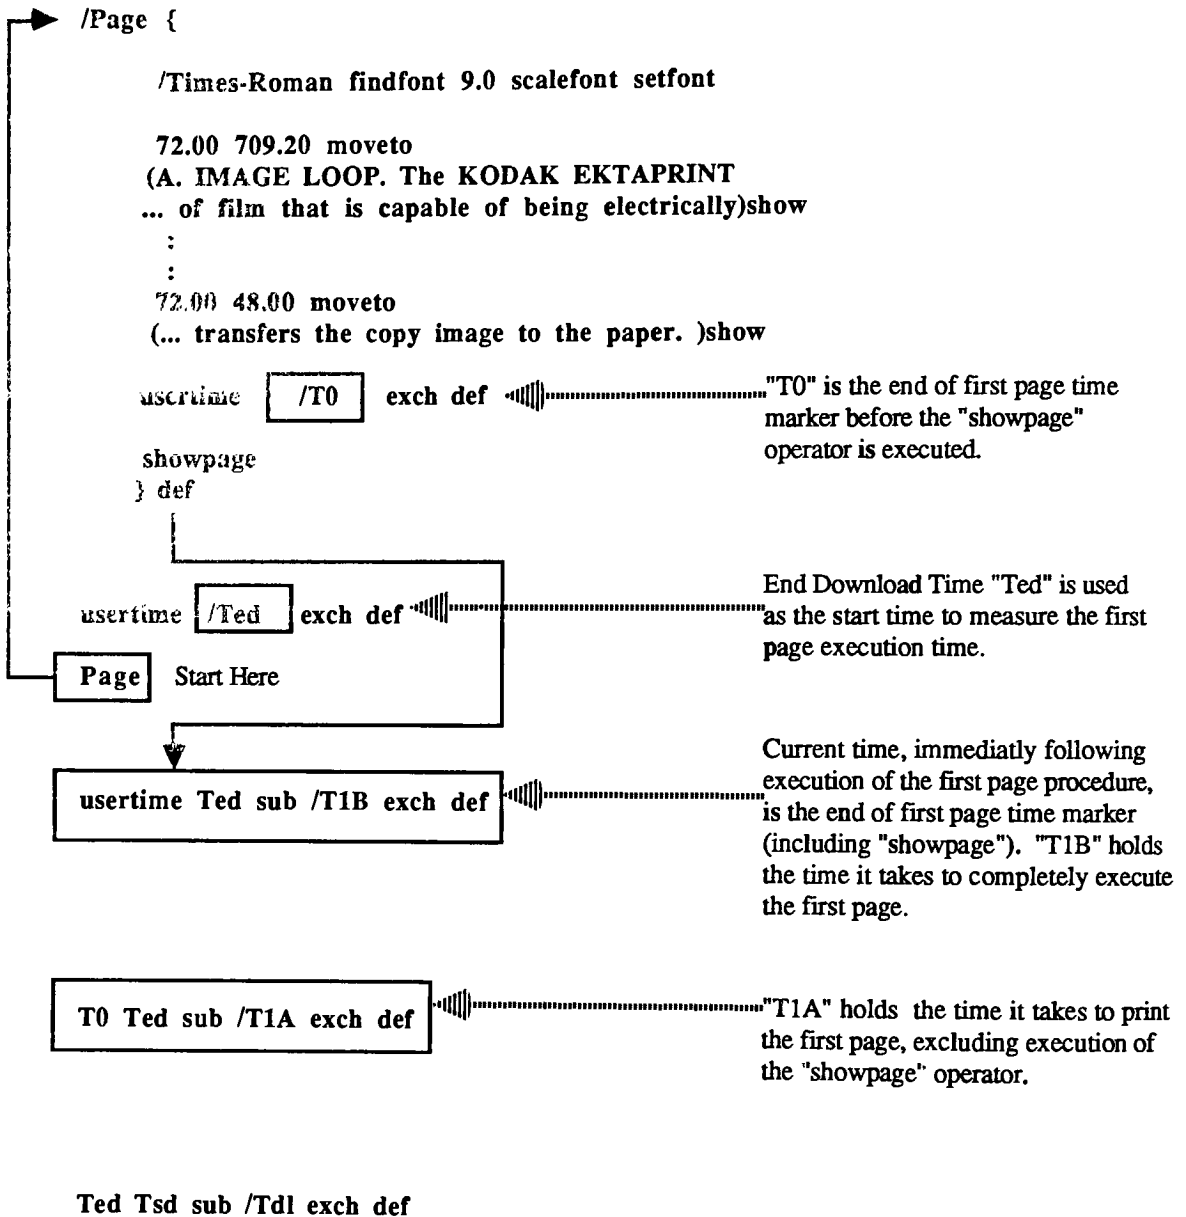 /Page {
/Times-Roman findfont 9.0 scalefont setfont
72.00 709.20 moveto
(A. IMAGE LOOP. The KODAK EKTAPRINT
... of film that is capable of being electrically)show
:
:
72.00 48.00 moveto
(... transfers the copy image to the paper. )show
usertime /T0 exch def
"T0" is the end of first page time
marker before the "showpage"
operator is executed.
showpage
} def
usertime /Ted exch def
End Download Time "Ted" is used
as the start time to measure the first
page execution time.
Page Start Here
usertime Ted sub /T1B exch def
Current time, immediatly following
execution of the first page procedure,
is the end of first page time marker
(including "showpage"). "T1B" holds
the time it takes to completely execute
the first page.
T0 Ted sub /T1A exch def
"T1A" holds the time it takes to print
the first page, excluding execution of
the "showpage" operator.
Ted Tsd sub /Tdl exch def